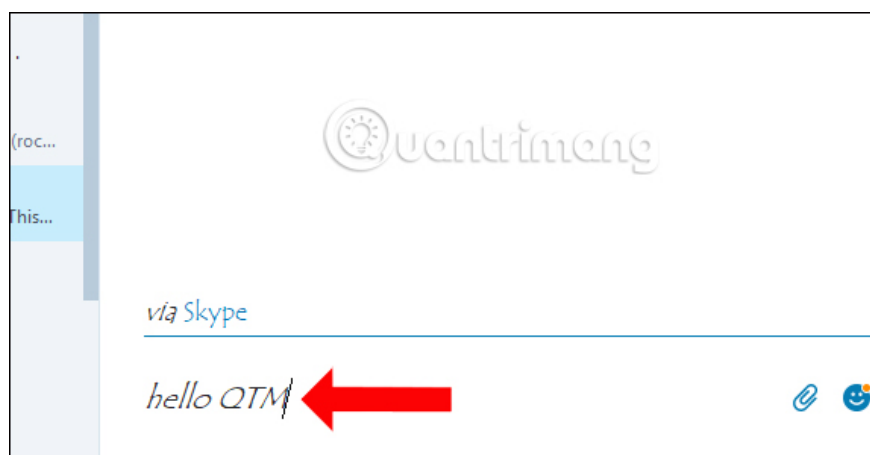 .
(roc...
Quantrimang
This...
via Skype
hello QTM